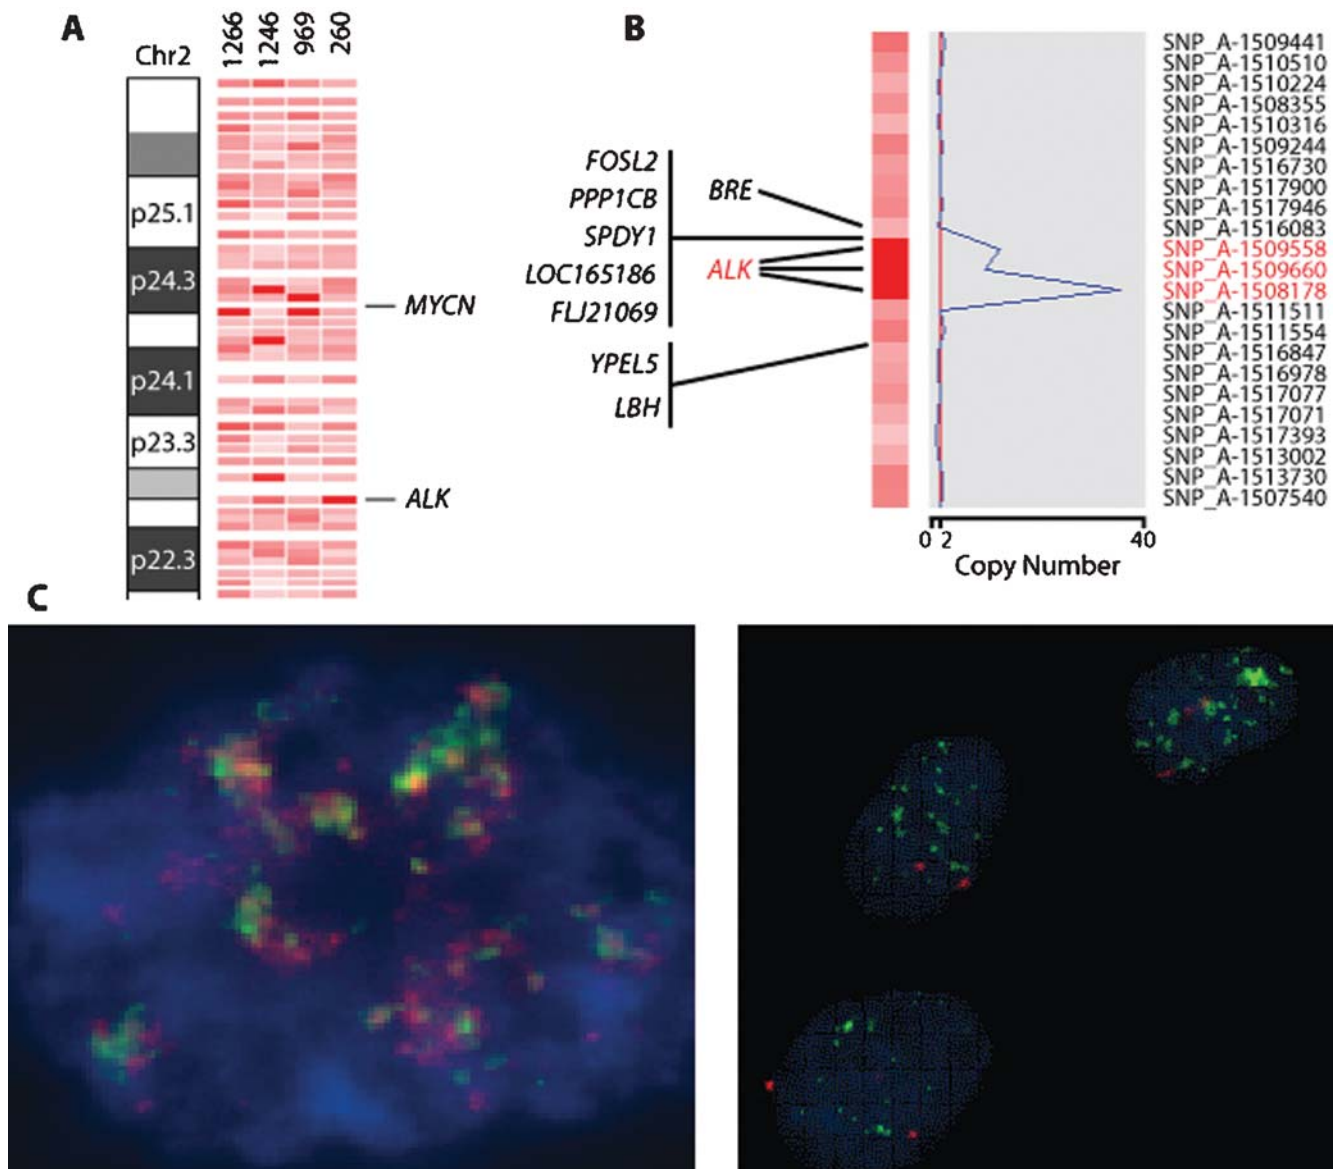 A
Chr2
1266
1246
969
260
p25.1
p24.3
p24.1
p23.3
p22.3
MYCN
ALK
B
FOSL2
PPP1CB
SPDY1
LOC165186
FLJ21069
YPEL5
LBH
BRE
ALK
SNP_A-1509441
SNP_A-1510510
SNP_A-1510224
SNP_A-1508355
SNP_A-1510316
SNP_A-1509244
SNP_A-1516730
SNP_A-1517900
SNP_A-1517946
SNP_A-1516083
SNP_A-1509558
SNP_A-1509660
SNP_A-1508178
SNP_A-1511511
SNP_A-1511554
SNP_A-1516847
SNP_A-1516978
SNP_A-1517077
SNP_A-1517071
SNP_A-1517393
SNP_A-1513002
SNP_A-1513730
SNP_A-1507540
0 2 40
Copy Number
C